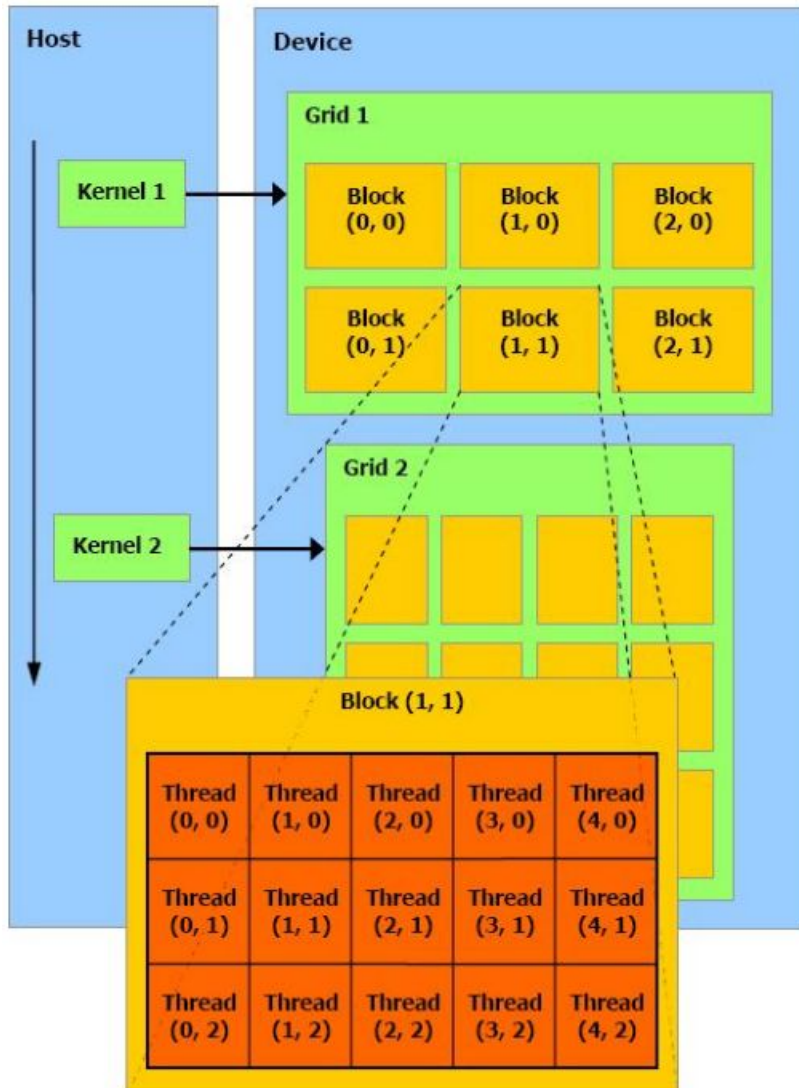 Host
Device
Grid 1
Kernel 1
Block
(0, 0)
Block
(1, 0)
Block
(2, 0)
Block
(0, 1)
Block
(1, 1)
Block
(2, 1)
Grid 2
Kernel 2
Block (1, 1)
Thread
(0, 0)
Thread
(1, 0)
Thread
(2, 0)
Thread
(3, 0)
Thread
(4, 0)
Thread
(0, 1)
Thread
(1, 1)
Thread
(2, 1)
Thread
(3, 1)
Thread
(4, 1)
Thread
(0, 2)
Thread
(1, 2)
Thread
(2, 2)
Thread
(3, 2)
Thread
(4, 2)